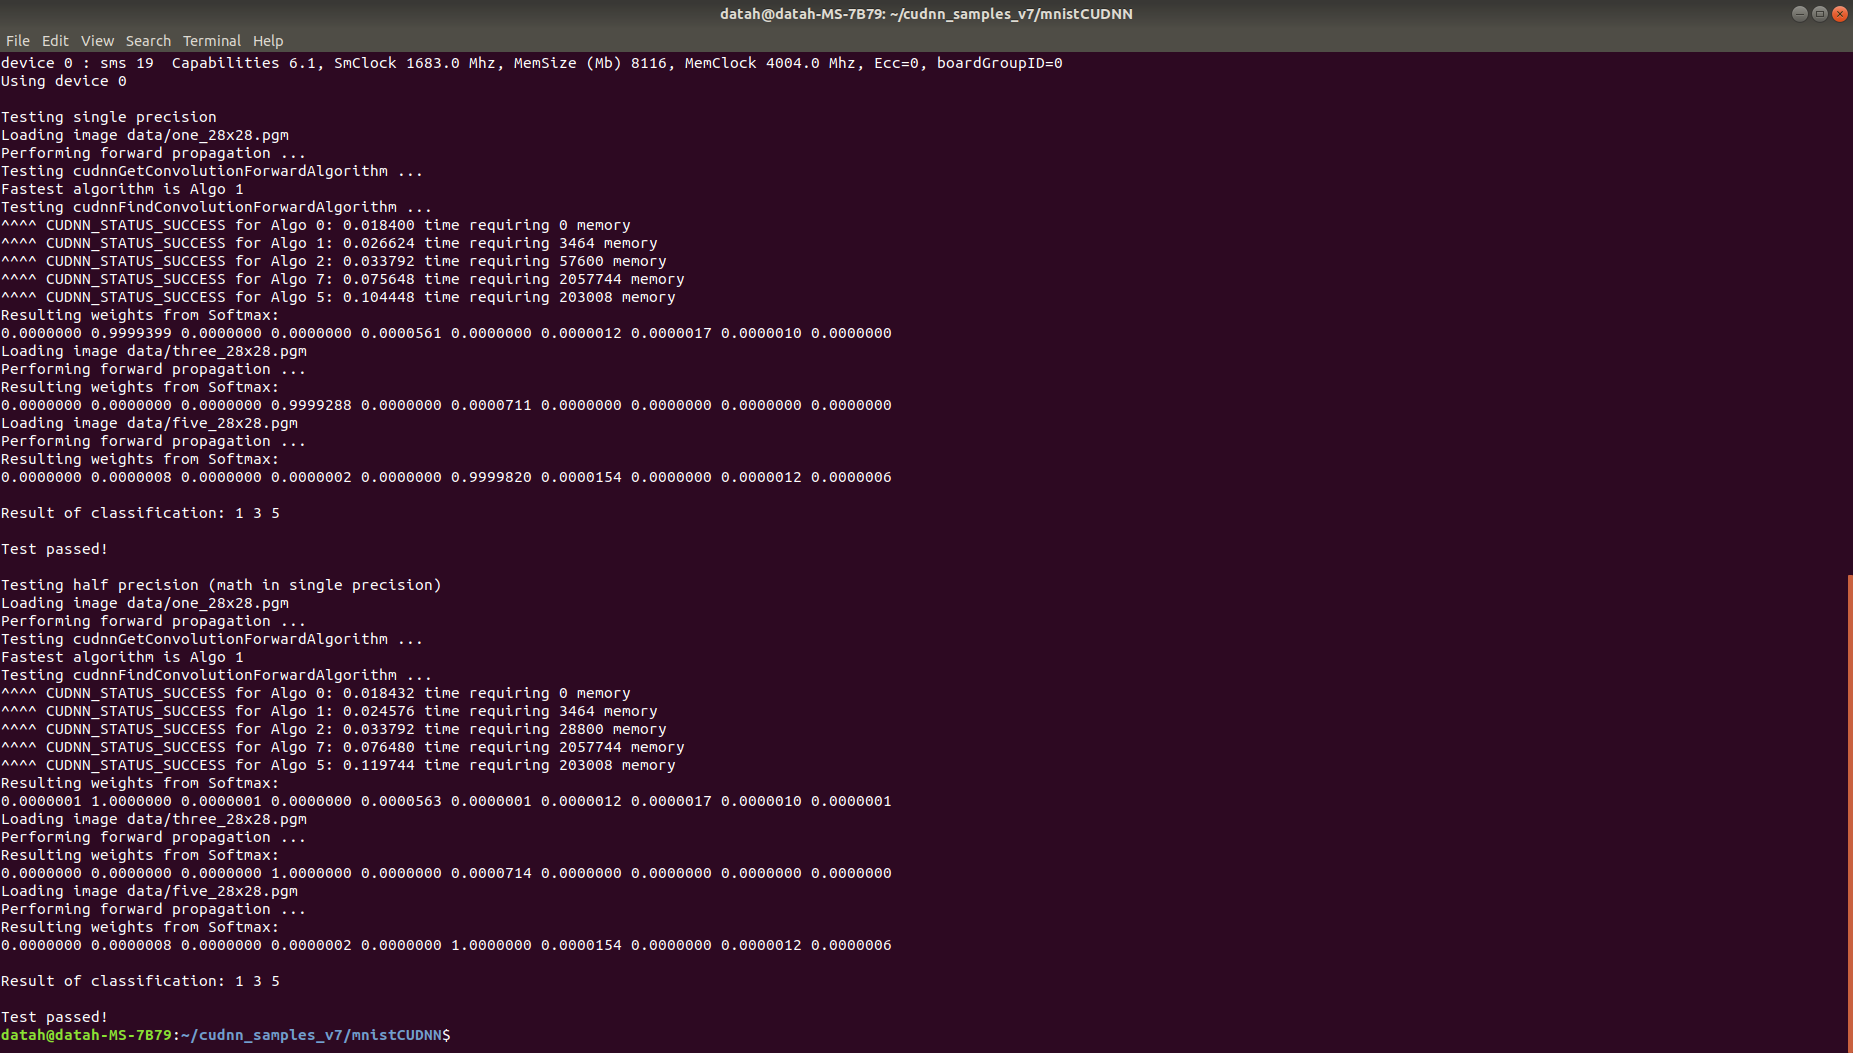 datah@datah-MS-7B79: ~/cudnn_samples_v7/mnistCUDNN
File Edit View Search Terminal Help
device 0 : sms 19  Capabilities 6.1, SmClock 1683.0 Mhz, MemSize (Mb) 8116, MemClock 4004.0 Mhz, Ecc=0, boardGroupID=0
Using device 0
Testing single precision
Loading image data/one_28x28.pgm
Performing forward propagation ...
Testing cudnnGetConvolutionForwardAlgorithm ...
Fastest algorithm is Algo 1
Testing cudnnFindConvolutionForwardAlgorithm ...
^^^^ CUDNN_STATUS_SUCCESS for Algo 0: 0.018400 time requiring 0 memory
^^^^ CUDNN_STATUS_SUCCESS for Algo 1: 0.026624 time requiring 3464 memory
^^^^ CUDNN_STATUS_SUCCESS for Algo 2: 0.033792 time requiring 57600 memory
^^^^ CUDNN_STATUS_SUCCESS for Algo 7: 0.075648 time requiring 2057744 memory
^^^^ CUDNN_STATUS_SUCCESS for Algo 5: 0.104448 time requiring 203008 memory
Resulting weights from Softmax:
0.0000000 0.9999399 0.0000000 0.0000000 0.0000561 0.0000000 0.0000012 0.0000017 0.0000010 0.0000000
Loading image data/three_28x28.pgm
Performing forward propagation ...
Resulting weights from Softmax:
0.0000000 0.0000000 0.0000000 0.9999288 0.0000000 0.0000711 0.0000000 0.0000000 0.0000000 0.0000000
Loading image data/five_28x28.pgm
Performing forward propagation ...
Resulting weights from Softmax:
0.0000000 0.0000008 0.0000000 0.0000002 0.0000000 0.9999820 0.0000154 0.0000000 0.0000012 0.0000006
Result of classification: 1 3 5
Test passed!
Testing half precision (math in single precision)
Loading image data/one_28x28.pgm
Performing forward propagation ...
Testing cudnnGetConvolutionForwardAlgorithm ...
Fastest algorithm is Algo 1
Testing cudnnFindConvolutionForwardAlgorithm ...
^^^^ CUDNN_STATUS_SUCCESS for Algo 0: 0.018432 time requiring 0 memory
^^^^ CUDNN_STATUS_SUCCESS for Algo 1: 0.024576 time requiring 3464 memory
^^^^ CUDNN_STATUS_SUCCESS for Algo 2: 0.033792 time requiring 28800 memory
^^^^ CUDNN_STATUS_SUCCESS for Algo 7: 0.076480 time requiring 2057744 memory
^^^^ CUDNN_STATUS_SUCCESS for Algo 5: 0.119744 time requiring 203008 memory
Resulting weights from Softmax:
0.0000001 1.0000000 0.0000001 0.0000000 0.0000563 0.0000001 0.0000012 0.0000017 0.0000010 0.0000001
Loading image data/three_28x28.pgm
Performing forward propagation ...
Resulting weights from Softmax:
0.0000000 0.0000000 0.0000000 1.0000000 0.0000000 0.0000714 0.0000000 0.0000000 0.0000000 0.0000000
Loading image data/five_28x28.pgm
Performing forward propagation ...
Resulting weights from Softmax:
0.0000000 0.0000008 0.0000000 0.0000002 0.0000000 1.0000000 0.0000154 0.0000000 0.0000012 0.0000006
Result of classification: 1 3 5
Test passed!
datah@datah-MS-7B79:~/cudnn_samples_v7/mnistCUDNN$